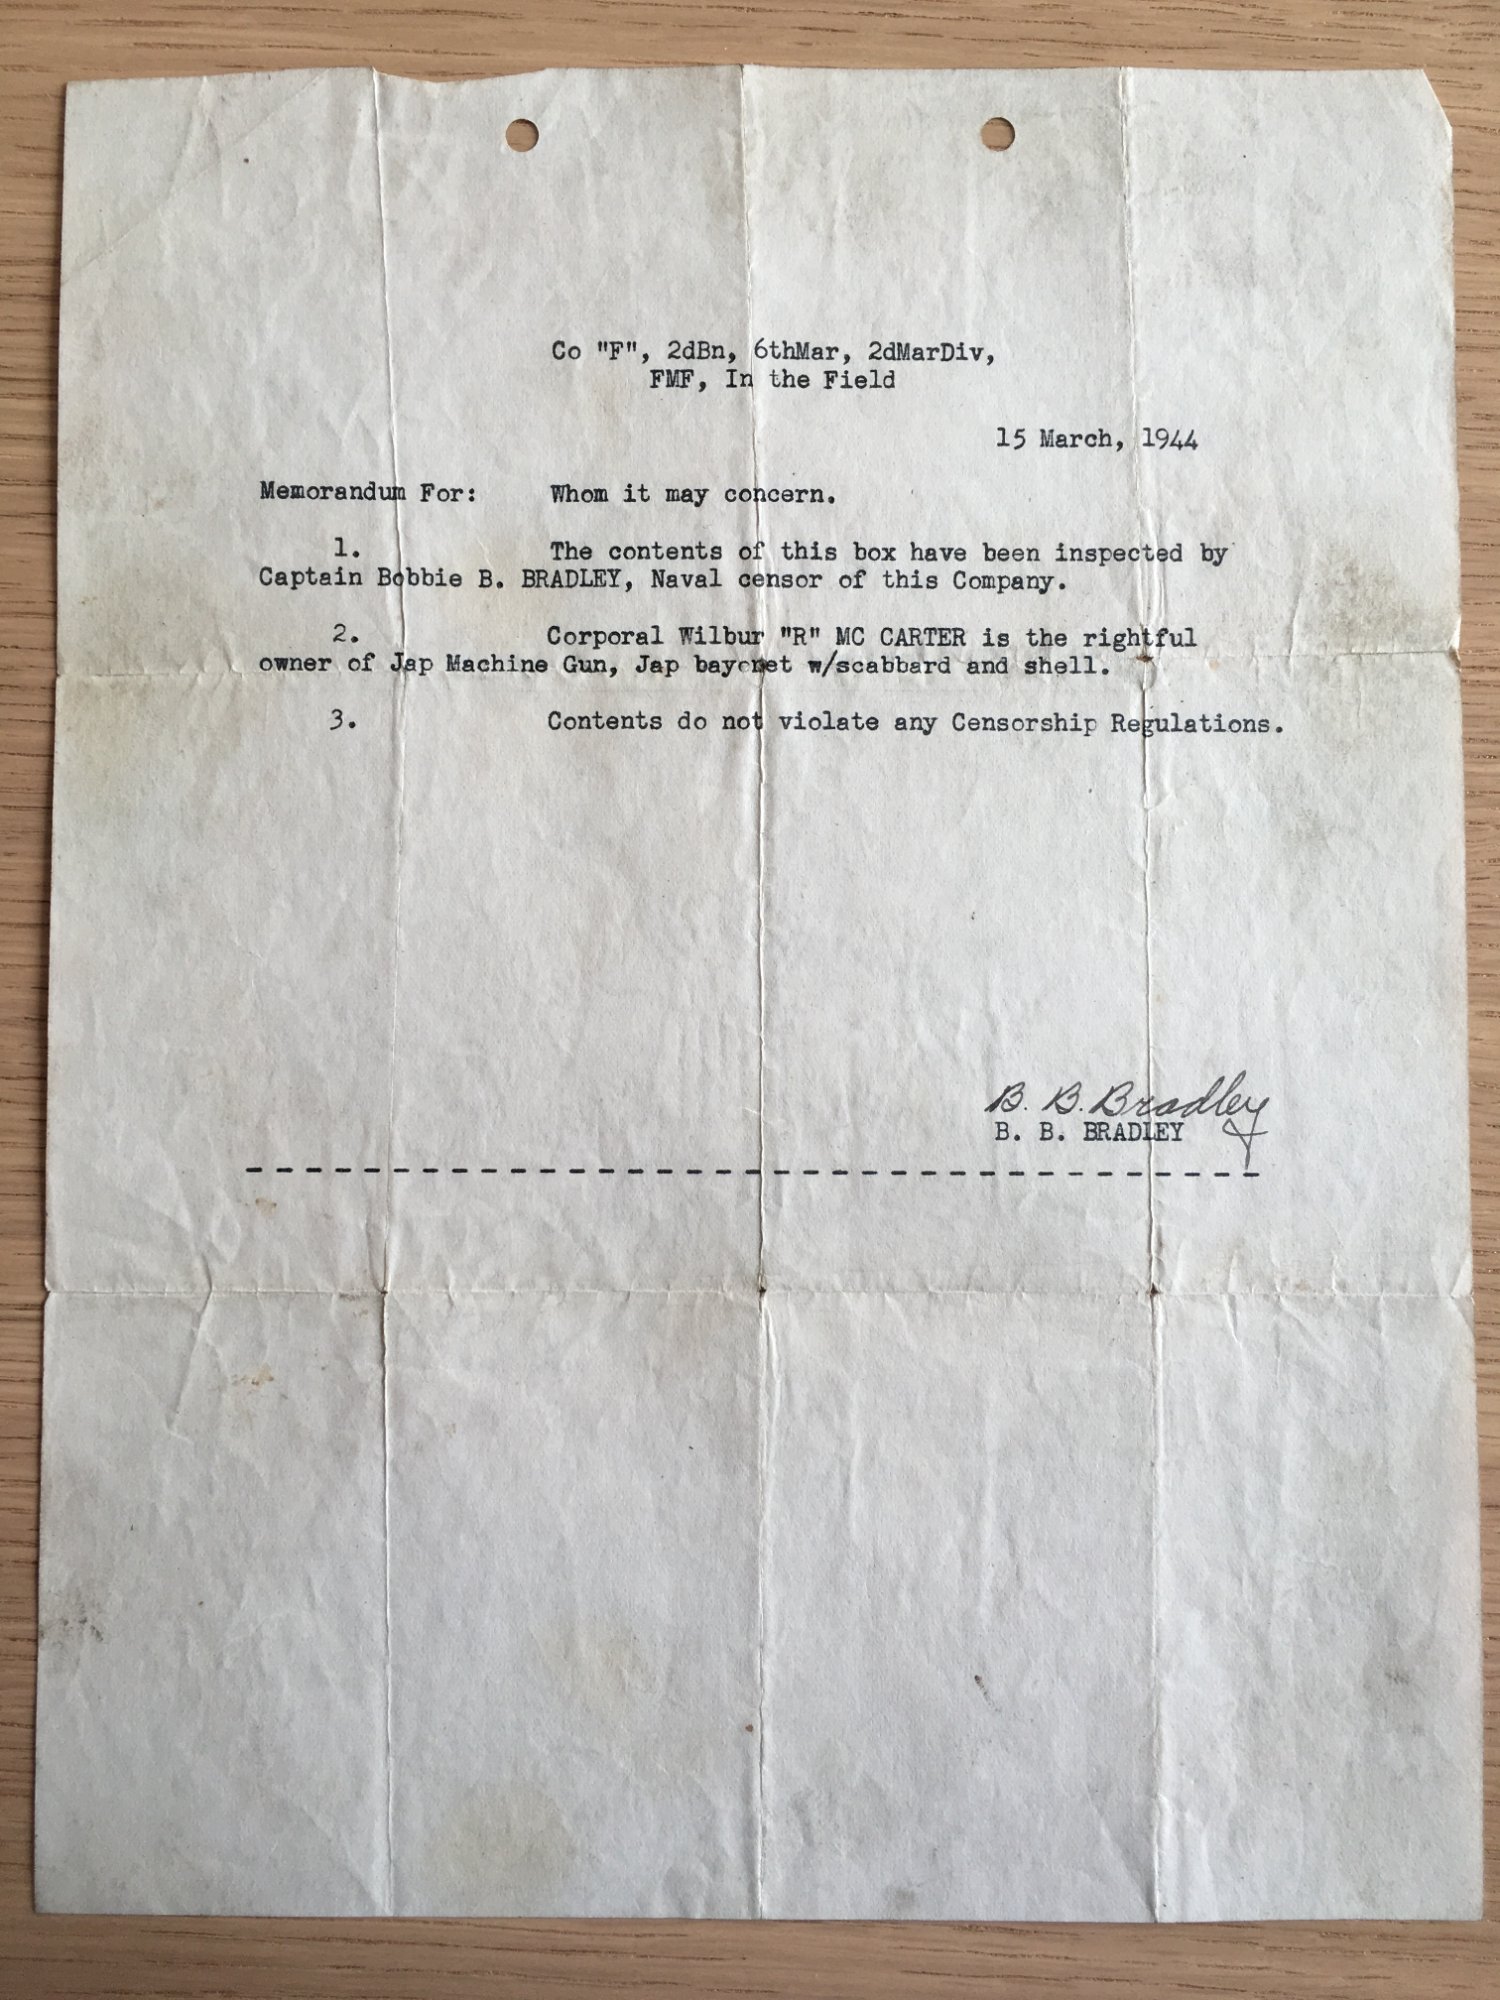 Co "F", 2dBn, 6thMar, 2dMarDiv,
FMF, In the Field
15 March, 1944
Memorandum For: Whom it may concern.
1. The contents of this box have been inspected by
Captain Bobbie B. BRADLEY, Naval censor of this Company.
2. Corporal Wilbur "R" MC CARTER is the rightful
owner of Jap Machine Gun, Jap bayonet w/scabbard and shell.
3. Contents do not violate any Censorship Regulations.
B. B. Bradley
B. B. BRADLEY